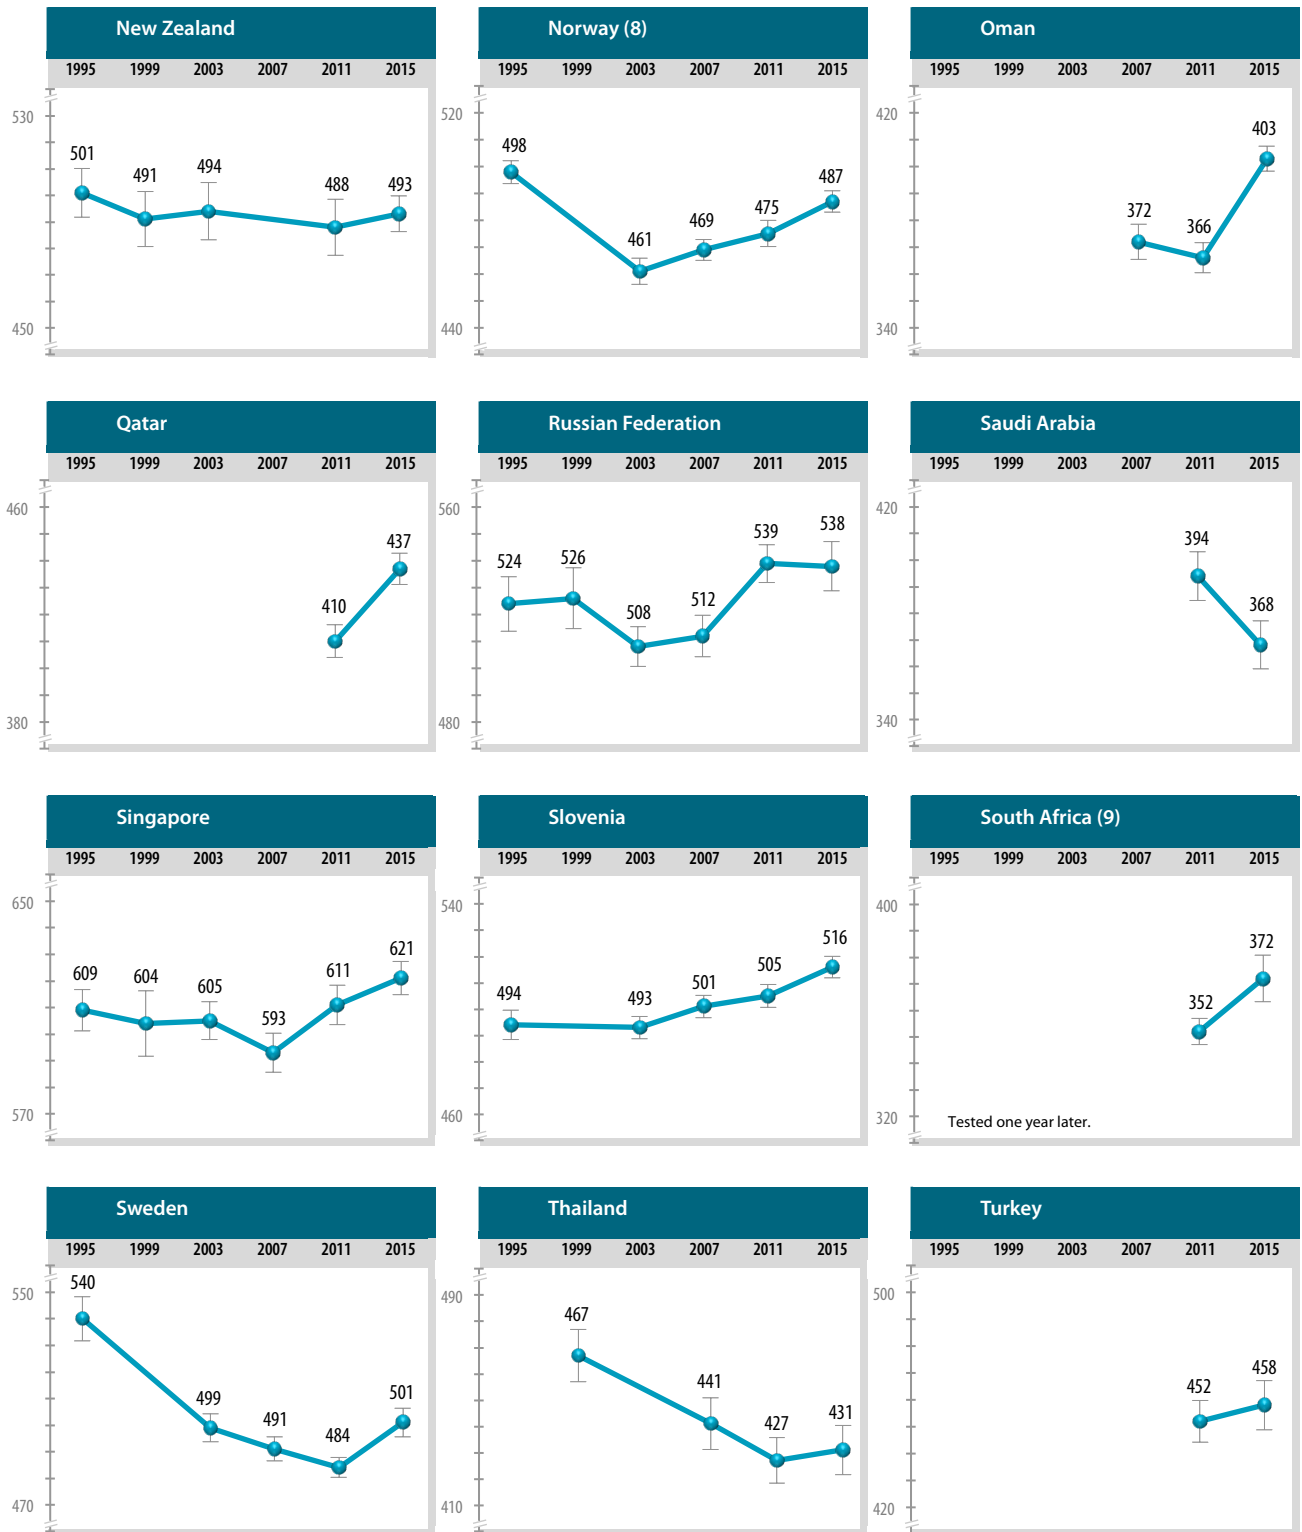 New Zealand
1995 1999 2003 2007 2011 2015
530
501 491 494 488 493
450
Norway (8)
1995 1999 2003 2007 2011 2015
520
498 461 469 475 487
440
Oman
1995 1999 2003 2007 2011 2015
420
372 366 403
340
Qatar
1995 1999 2003 2007 2011 2015
460
410 437
380
Russian Federation
1995 1999 2003 2007 2011 2015
560
524 526 508 512 539 538
480
Saudi Arabia
1995 1999 2003 2007 2011 2015
420
394 368
340
Singapore
1995 1999 2003 2007 2011 2015
650
609 604 605 593 611 621
570
Slovenia
1995 1999 2003 2007 2011 2015
540
494 493 501 505 516
460
South Africa (9)
1995 1999 2003 2007 2011 2015
400
352 372
320
Tested one year later.
Sweden
1995 1999 2003 2007 2011 2015
550
540 499 491 484 501
470
Thailand
1995 1999 2003 2007 2011 2015
490
467 441 427 431
410
Turkey
1995 1999 2003 2007 2011 2015
500
452 458
420